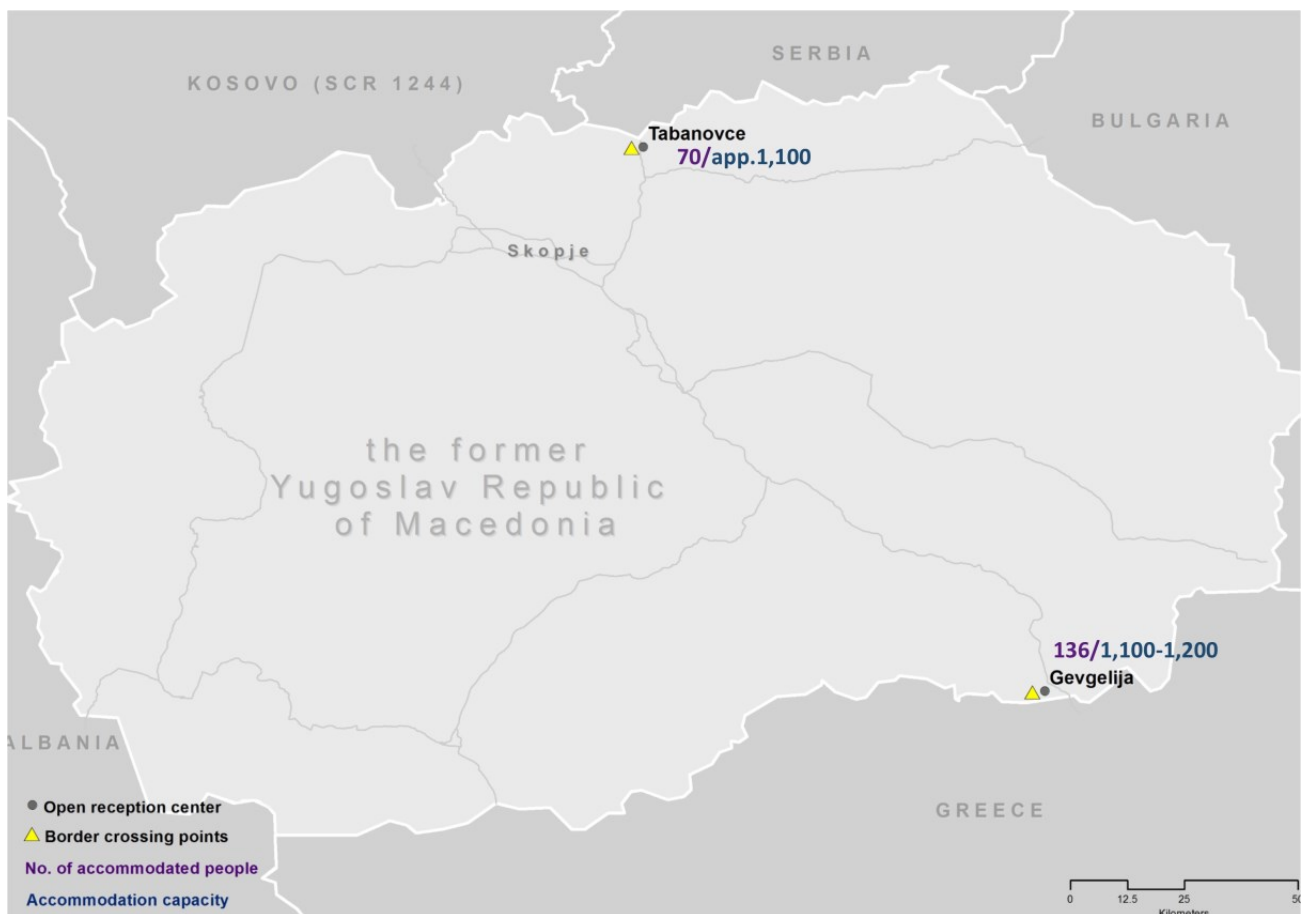 SERBIA
KOSOVO (SCR 1244)
BULGARIA
Tabanovce
70/app.1,100
Skopje
the former
Yugoslav Republic
of Macedonia
136/1,100-1,200
Gevgelija
ALBANIA
GREECE
Open reception center
Border crossing points
No. of accommodated people
Accommodation capacity
0 12.5 25 50
Kilometers